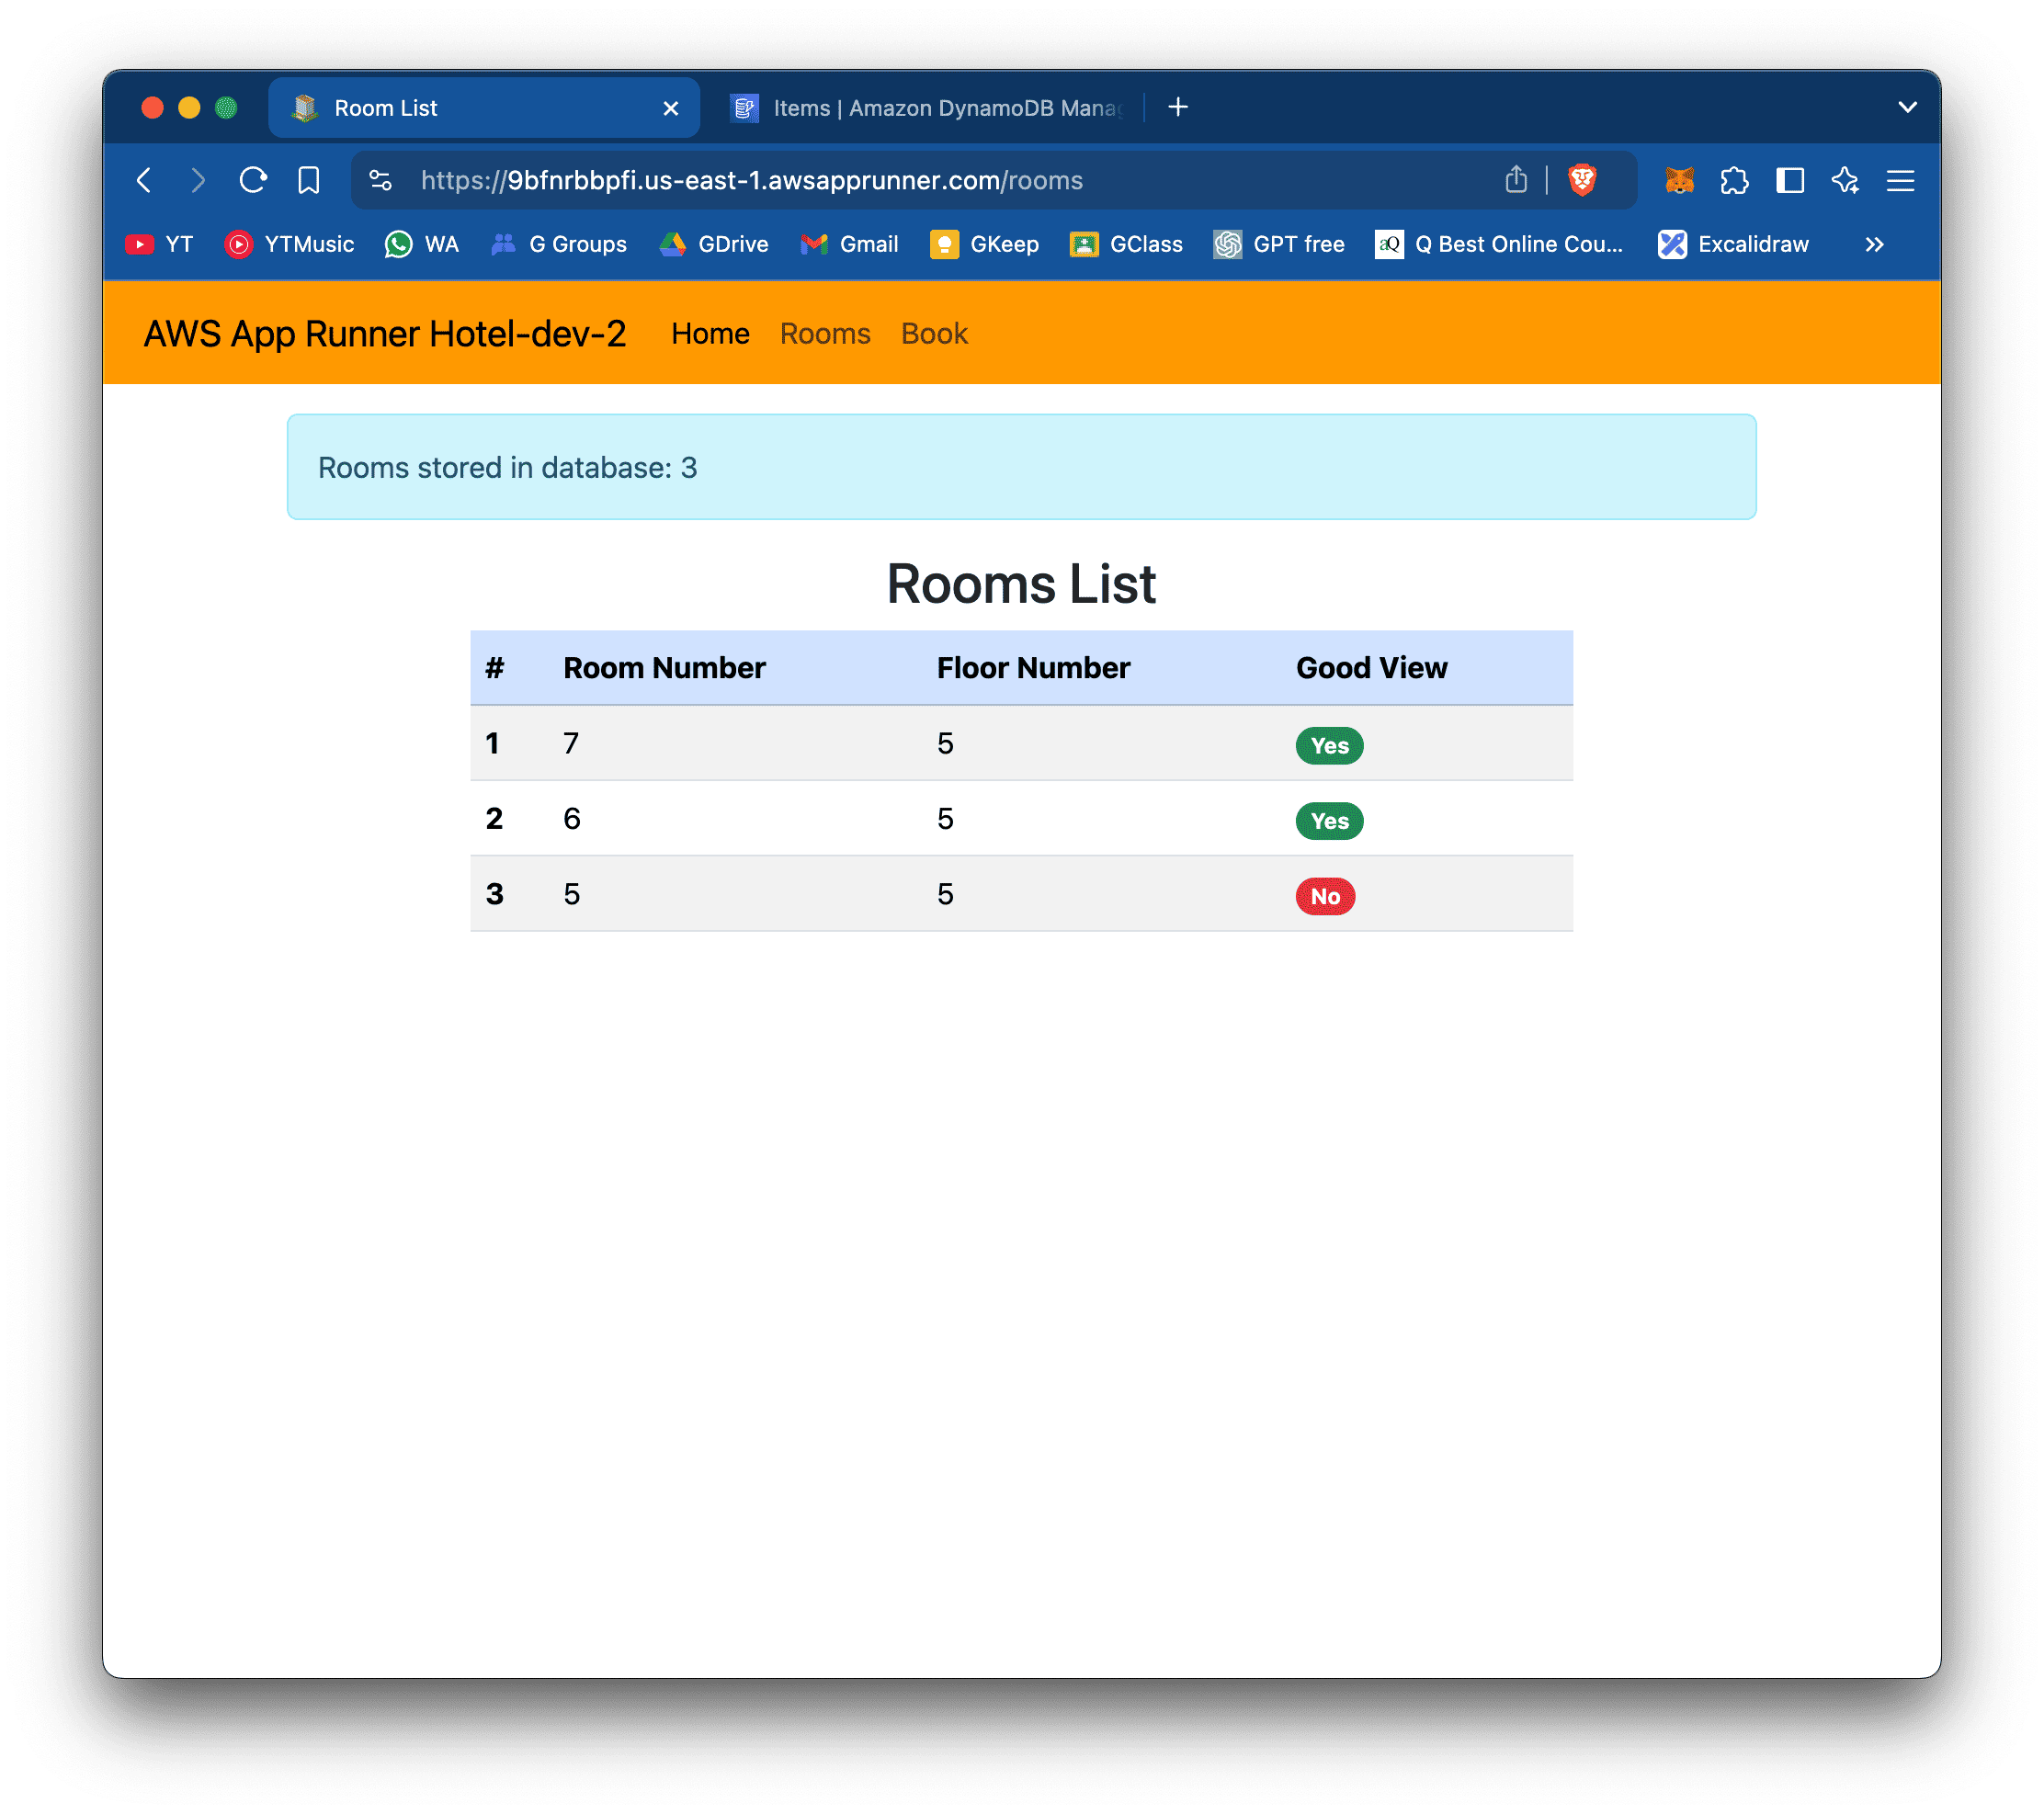 Room List
Items | Amazon DynamoDB Mana
https://9bfnrbbpfi.us-east-1.awsapprunner.com/rooms
YT YTMusic WA G Groups GDrive Gmail GKeep GClass GPT free aQ Q Best Online Cou... Excalidraw
AWS App Runner Hotel-dev-2 Home Rooms Book
Rooms stored in database: 3
Rooms List
# Room Number Floor Number Good View
1 7 5 Yes
2 6 5 Yes
3 5 5 No